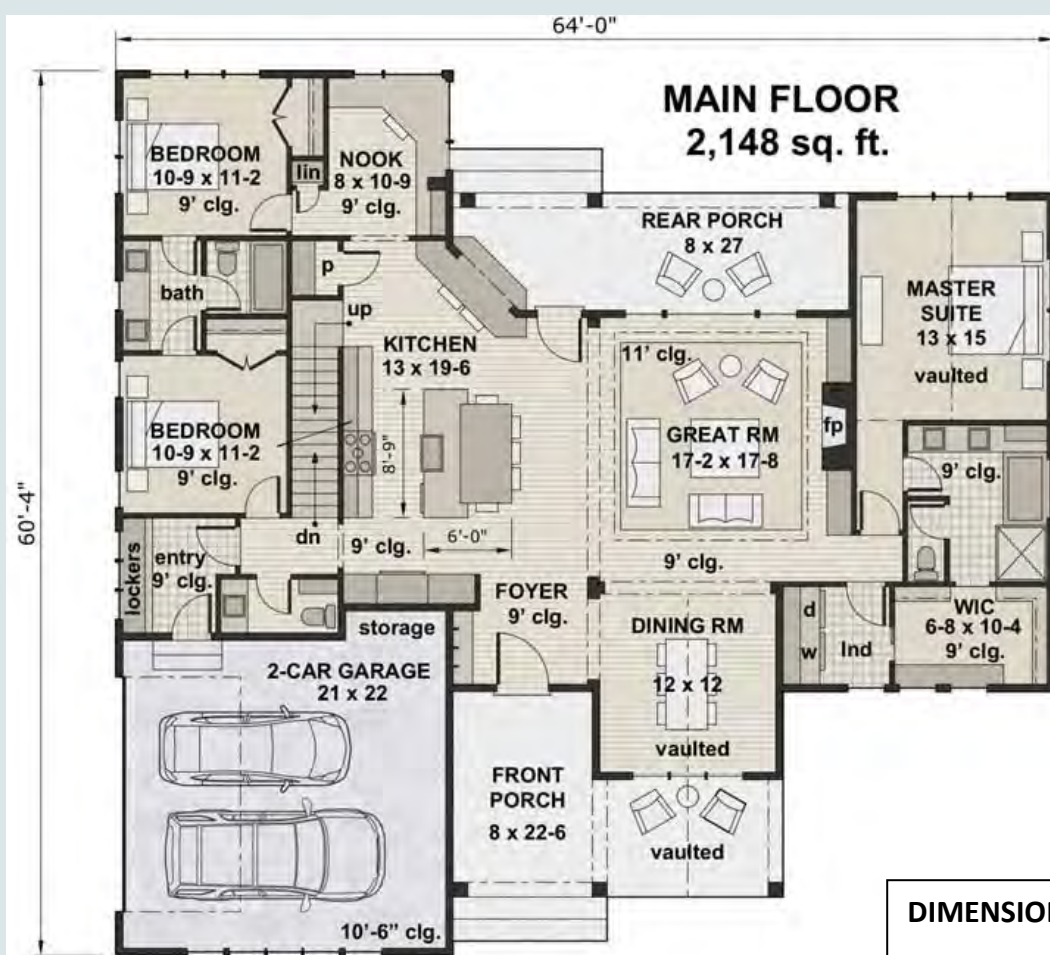 64'-0"
60'-4"
MAIN FLOOR
2,148 sq. ft.
BEDROOM
10-9 x 11-2
9' clg.
lin
NOOK
8 x 10-9
9' clg.
REAR PORCH
8 x 27
MASTER
SUITE
13 x 15
vaulted
bath
p
up
KITCHEN
13 x 19-6
8'-9"
6'-0"
11' clg.
GREAT RM
17-2 x 17-8
fp
9' clg.
BEDROOM
10-9 x 11-2
9' clg.
dn
9' clg.
9' clg.
lockers
entry
9' clg.
storage
FOYER
9' clg.
DINING RM
12 x 12
vaulted
d
w
lnd
WIC
6-8 x 10-4
9' clg.
2-CAR GARAGE
21 x 22
10'-6" clg.
FRONT
PORCH
8 x 22-6
vaulted
DIMENSION